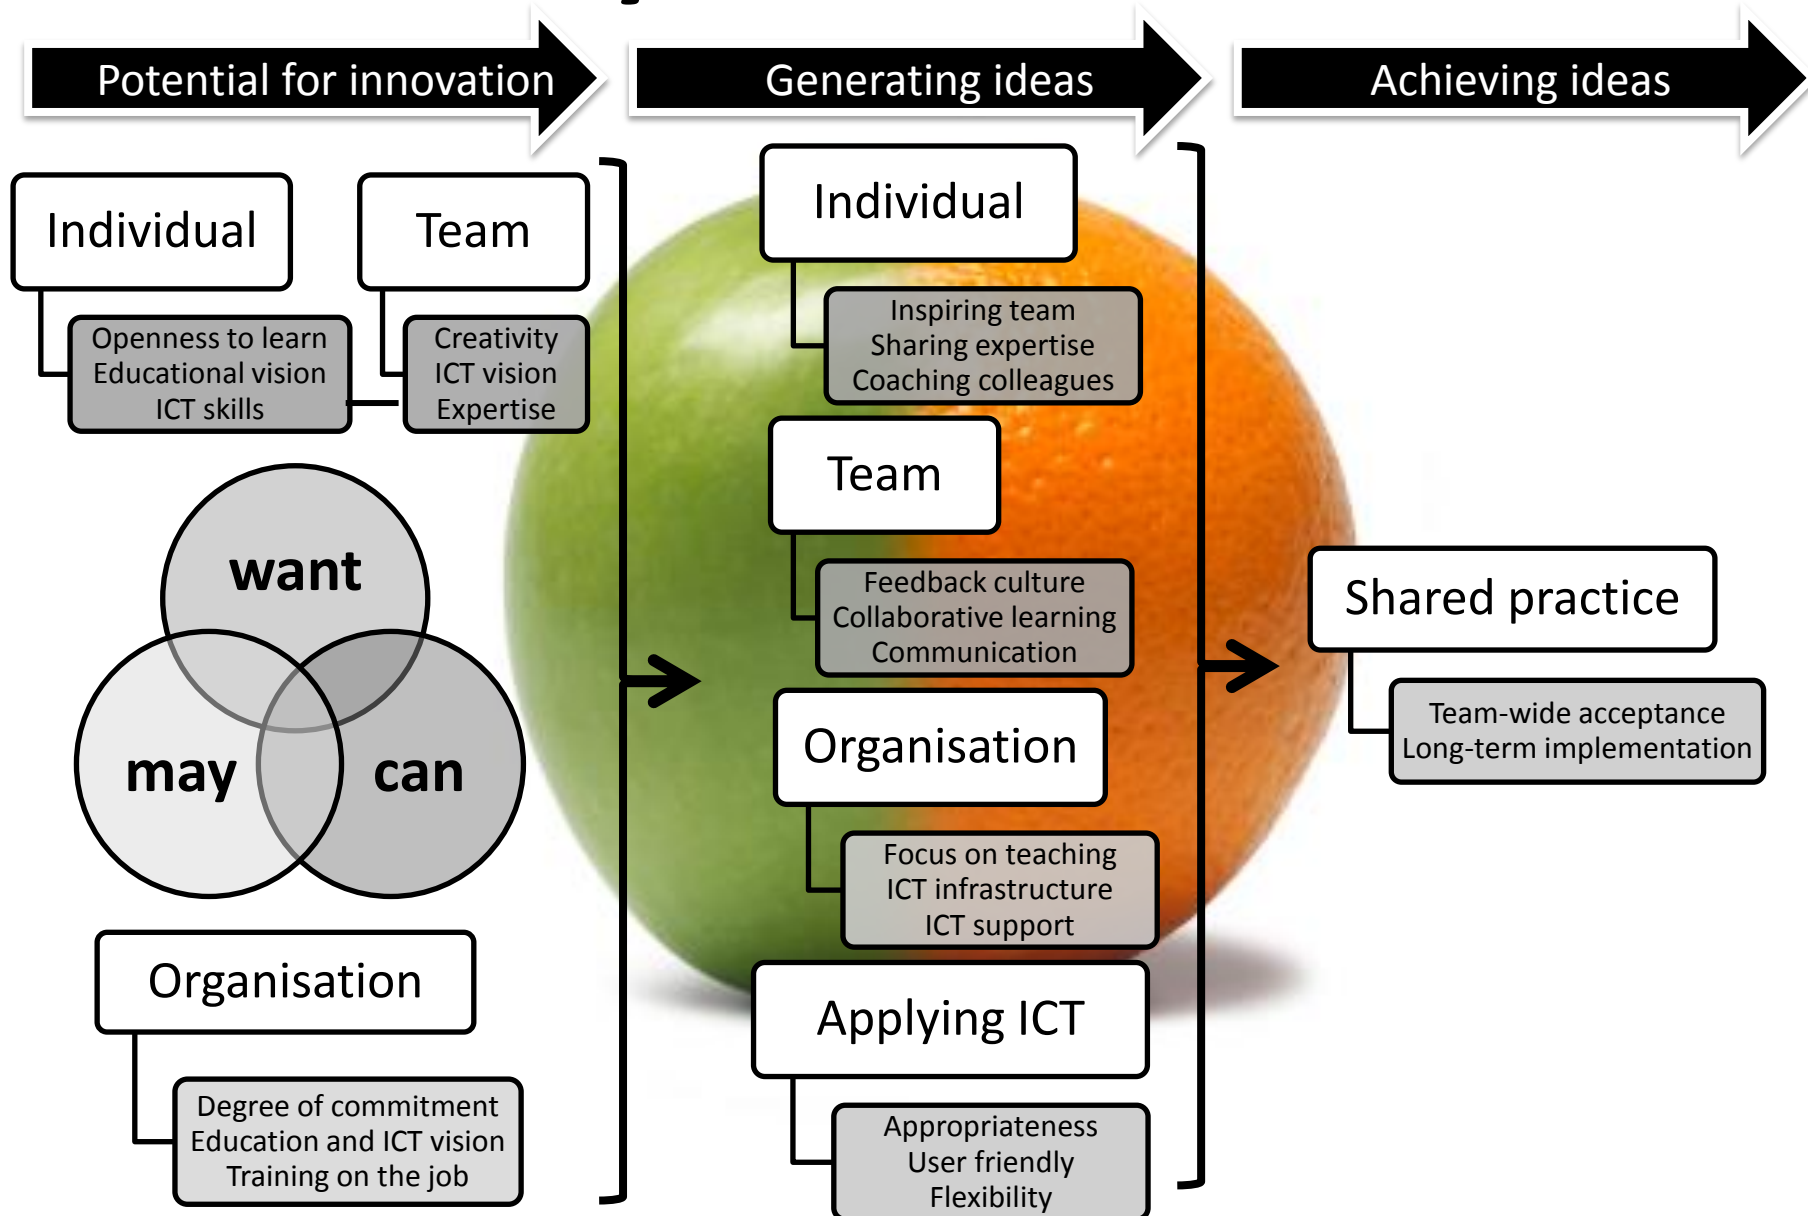 Potential for innovation
Generating ideas
Achieving ideas
Individual
Openness to learn
Educational vision
ICT skills
Team
Creativity
ICT vision
Expertise
want
may
can
Organisation
Degree of commitment
Education and ICT vision
Training on the job
Individual
Inspiring team
Sharing expertise
Coaching colleagues
Team
Feedback culture
Collaborative learning
Communication
Organisation
Focus on teaching
ICT infrastructure
ICT support
Applying ICT
Appropriateness
User friendly
Flexibility
Shared practice
Team-wide acceptance
Long-term implementation